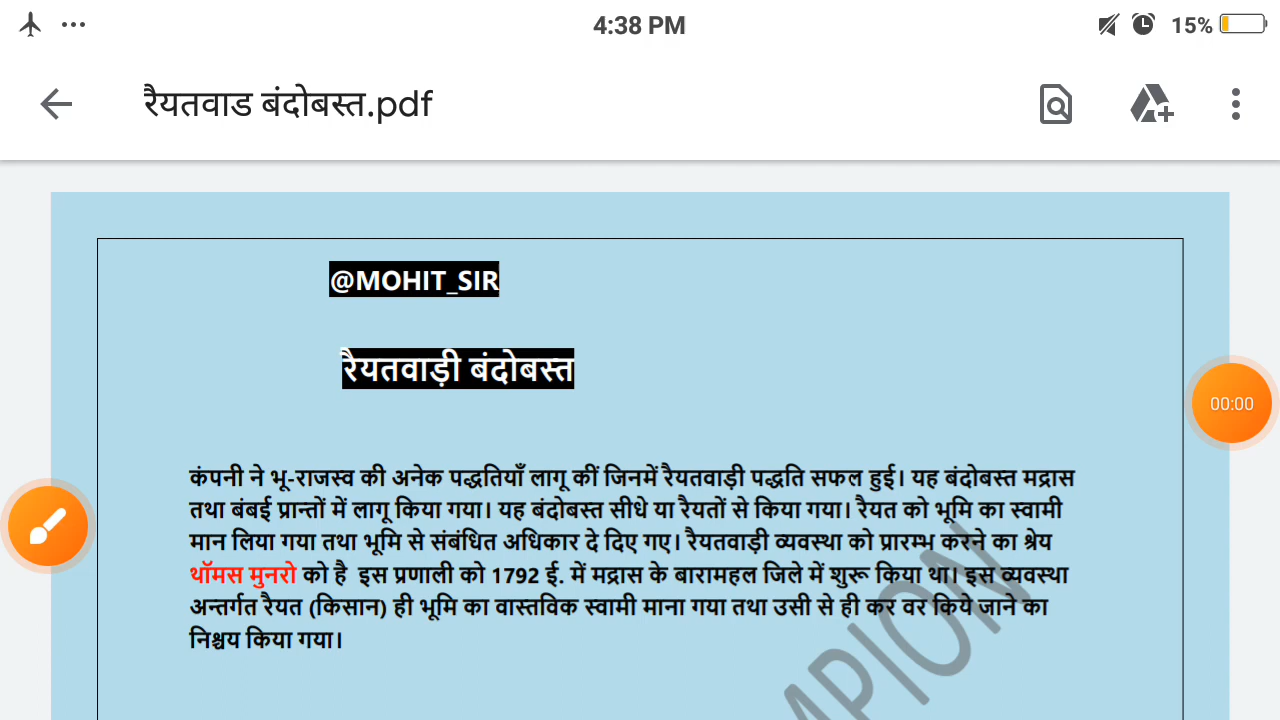 4:38 PM
15%
रैयतवाड बंदोबस्त.pdf
@MOHIT_SIR
रैयतवाड़ी बंदोबस्त
00:00
कंपनी ने भू-राजस्व की अनेक पद्धतियाँ लागू कीं जिनमें रैयतवाड़ी पद्धति सफल हुई। यह बंदोबस्त मद्रास
तथा बंबई प्रान्तों में लागू किया गया। यह बंदोबस्त सीधे या रैयतों से किया गया। रैयत को भूमि का स्वामी
मान लिया गया तथा भूमि से संबंधित अधिकार दे दिए गए। रैयतवाड़ी व्यवस्था को प्रारम्भ करने का श्रेय
थॉमस मुनरो को है इस प्रणाली को 1792 ई. में मद्रास के बारामहल जिले में शुरू किया था। इस व्यवस्था
अन्तर्गत रैयत (किसान) ही भूमि का वास्तविक स्वामी माना गया तथा उसी से ही कर वर किये जाने का
निश्चय किया गया।